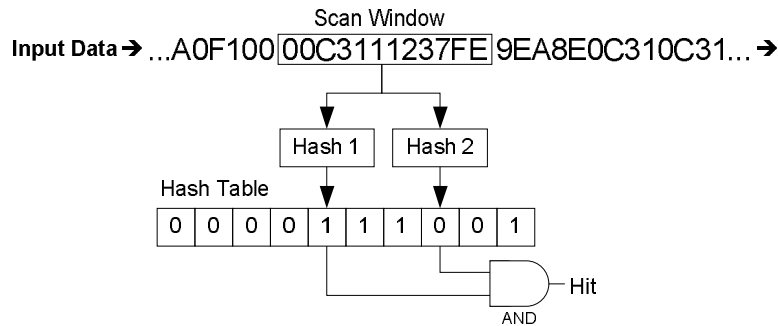 Scan Window
Input Data → ...A0F100 00C3111237FE 9EA8E0C310C31... →
Hash 1 Hash 2
Hash Table
0 0 0 0 1 1 1 0 0 1
Hit
AND